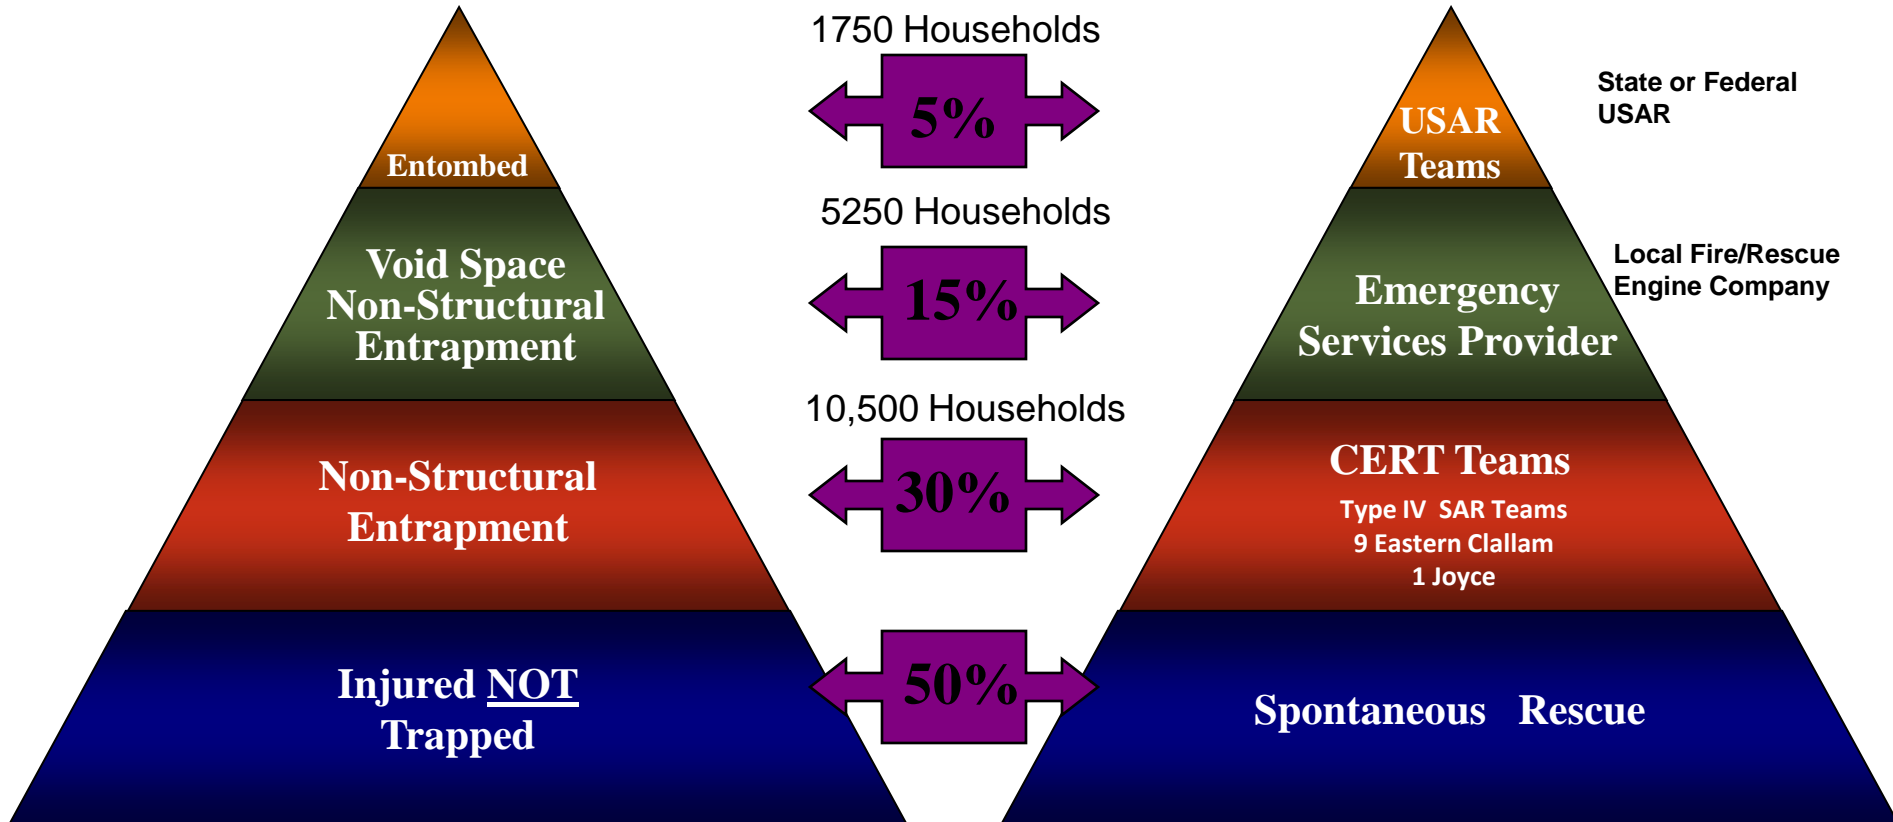 1750 Households
5%
Entombed
USAR
Teams
State or Federal
USAR
5250 Households
15%
Void Space
Non-Structural
Entrapment
Emergency
Services Provider
Local Fire/Rescue
Engine Company
10,500 Households
30%
Non-Structural
Entrapment
CERT Teams
Type IV SAR Teams
9 Eastern Clallam
1 Joyce
50%
Injured NOT
Trapped
Spontaneous Rescue